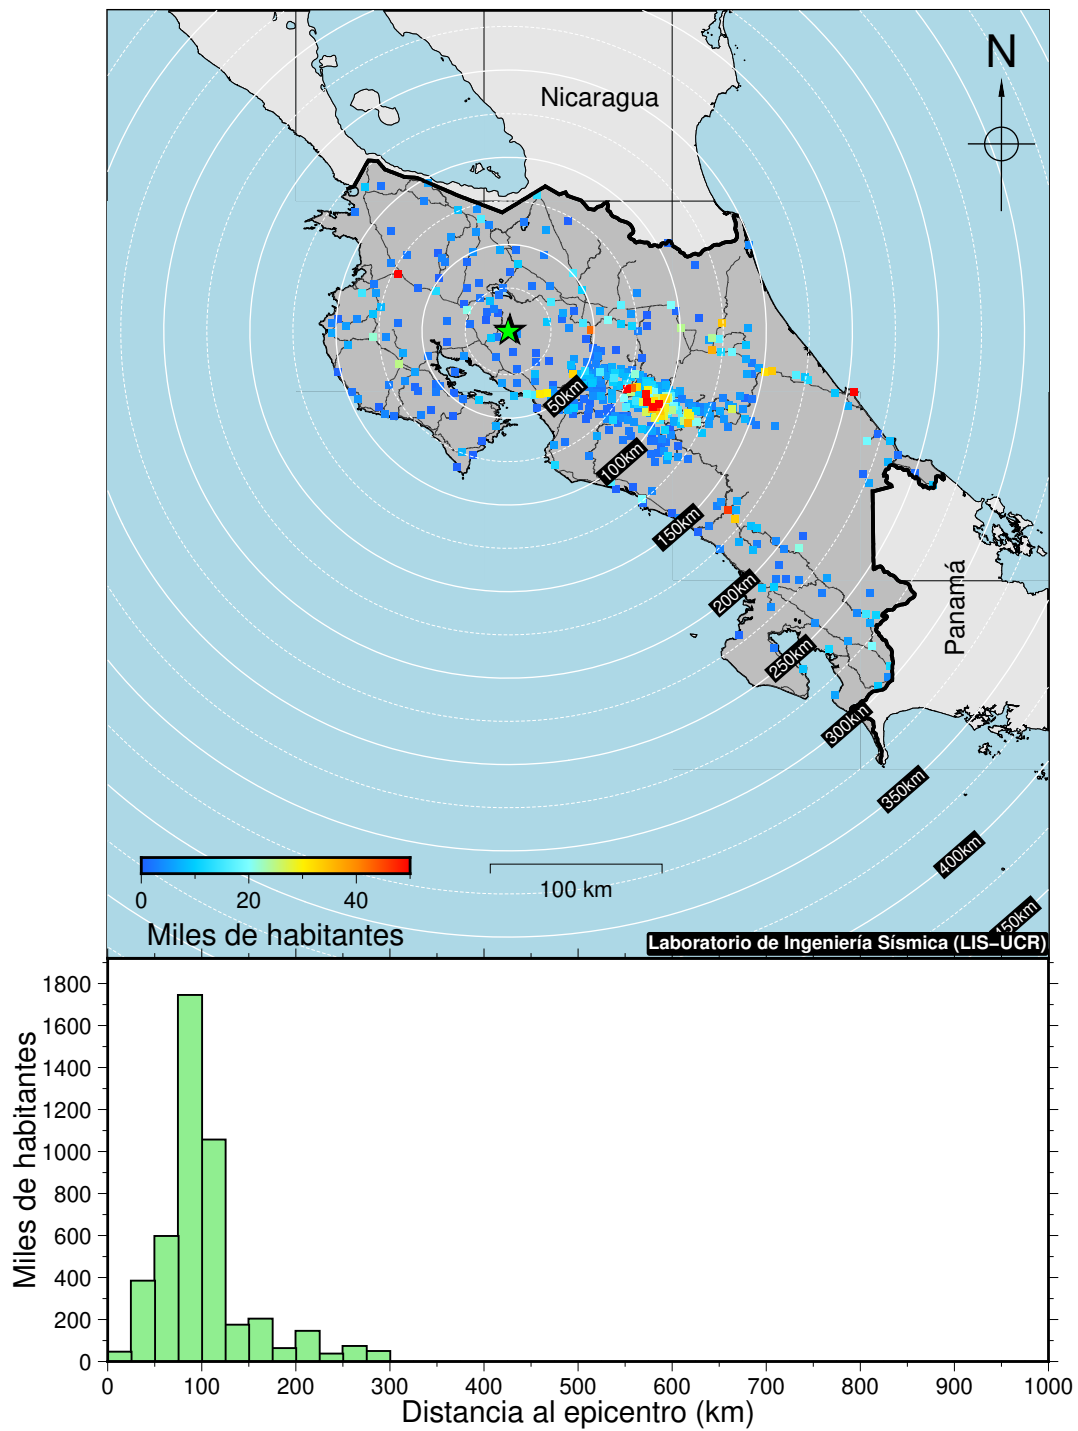 N
Nicaragua
50km
100km
150km
200km
Panamá
250km
300km
350km
400km
450km
0 20 40
100 km
Miles de habitantes
Laboratorio de Ingeniería Sísmica (LIS–UCR)
Miles de habitantes
1800
1600
1400
1200
1000
800
600
400
200
0
0 100 200 300 400 500 600 700 800 900 1000
Distancia al epicentro (km)